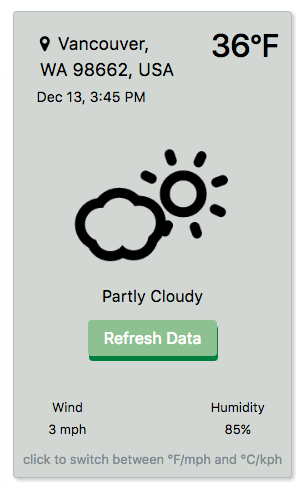 Vancouver,
36°F
WA 98662, USA
Dec 13, 3:45 PM
Partly Cloudy
Refresh Data
Wind
Humidity
3 mph
85%
click to switch between °F/mph and °C/kph